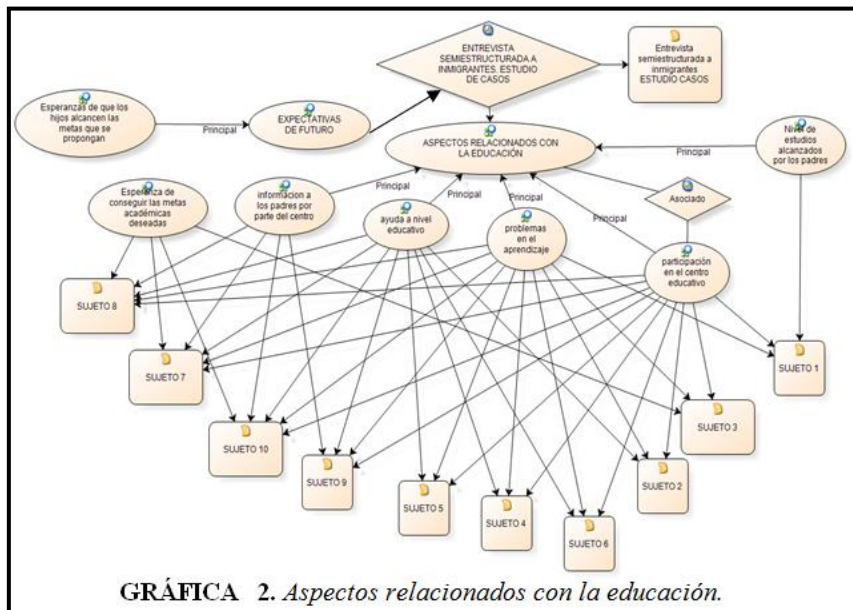 ENTREVISTA
SEMIESTRUCTURADA A
INMIGRANTES. ESTUDIO
DE CASOS
Entrevista
semiestructurada a
inmigrantes
ESTUDIO CASOS
Esperanzas de que los
hijos alcancen las
metas que se
propongan
Principal
EXPECTATIVAS
DE FUTURO
ASPECTOS RELACIONADOS CON
LA EDUCACIÓN
Nivel de
estudios
alcanzados
por los padres
Principal
Esperanza de
conseguir las metas
académicas
deseadas
informacion a
los padres por
parte del centro
Principal
ayuda a nivel
educativo
Principal
problemas
en el
aprendizaje
Principal
Principal
Asociado
participación
en el centro
educativo
SUJETO 8
SUJETO 7
SUJETO 10
SUJETO 9
SUJETO 5
SUJETO 4
SUJETO 6
SUJETO 2
SUJETO 3
SUJETO 1
GRÁFICA 2. Aspectos relacionados con la educación.